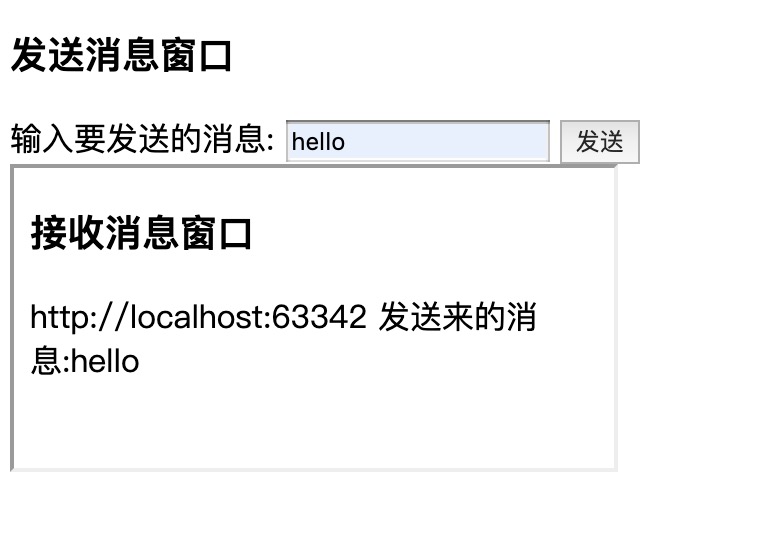 发送消息窗口
输入要发送的消息: hello 发送
接收消息窗口
http://localhost:63342 发送来的消
息:hello